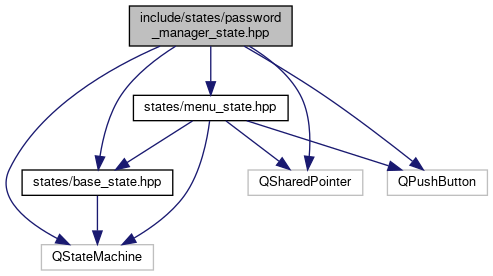 include/states/password
_manager_state.hpp
states/menu_state.hpp
states/base_state.hpp
QSharedPointer
QPushButton
QStateMachine